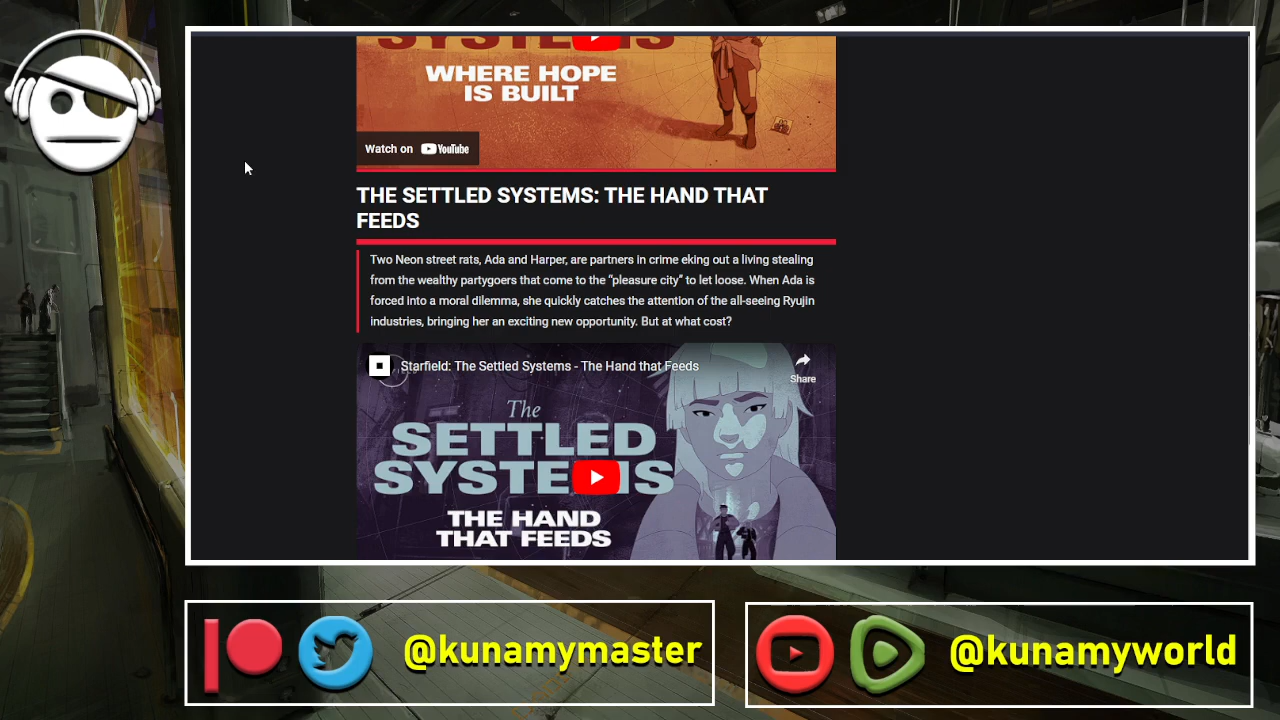 SYSTEMS
WHERE HOPE
IS BUILT
Watch on YouTube
THE SETTLED SYSTEMS: THE HAND THAT
FEEDS
Two Neon street rats, Ada and Harper, are partners in crime eking out a living stealing
from the wealthy partygoers that come to the “pleasure city” to let loose. When Ada is
forced into a moral dilemma, she quickly catches the attention of the all-seeing Ryujin
industries, bringing her an exciting new opportunity. But at what cost?
Starfield: The Settled Systems - The Hand that Feeds
Share
The
SETTLED
SYSTEMS
THE HAND
THAT FEEDS
@kunamymaster
@kunamyworld